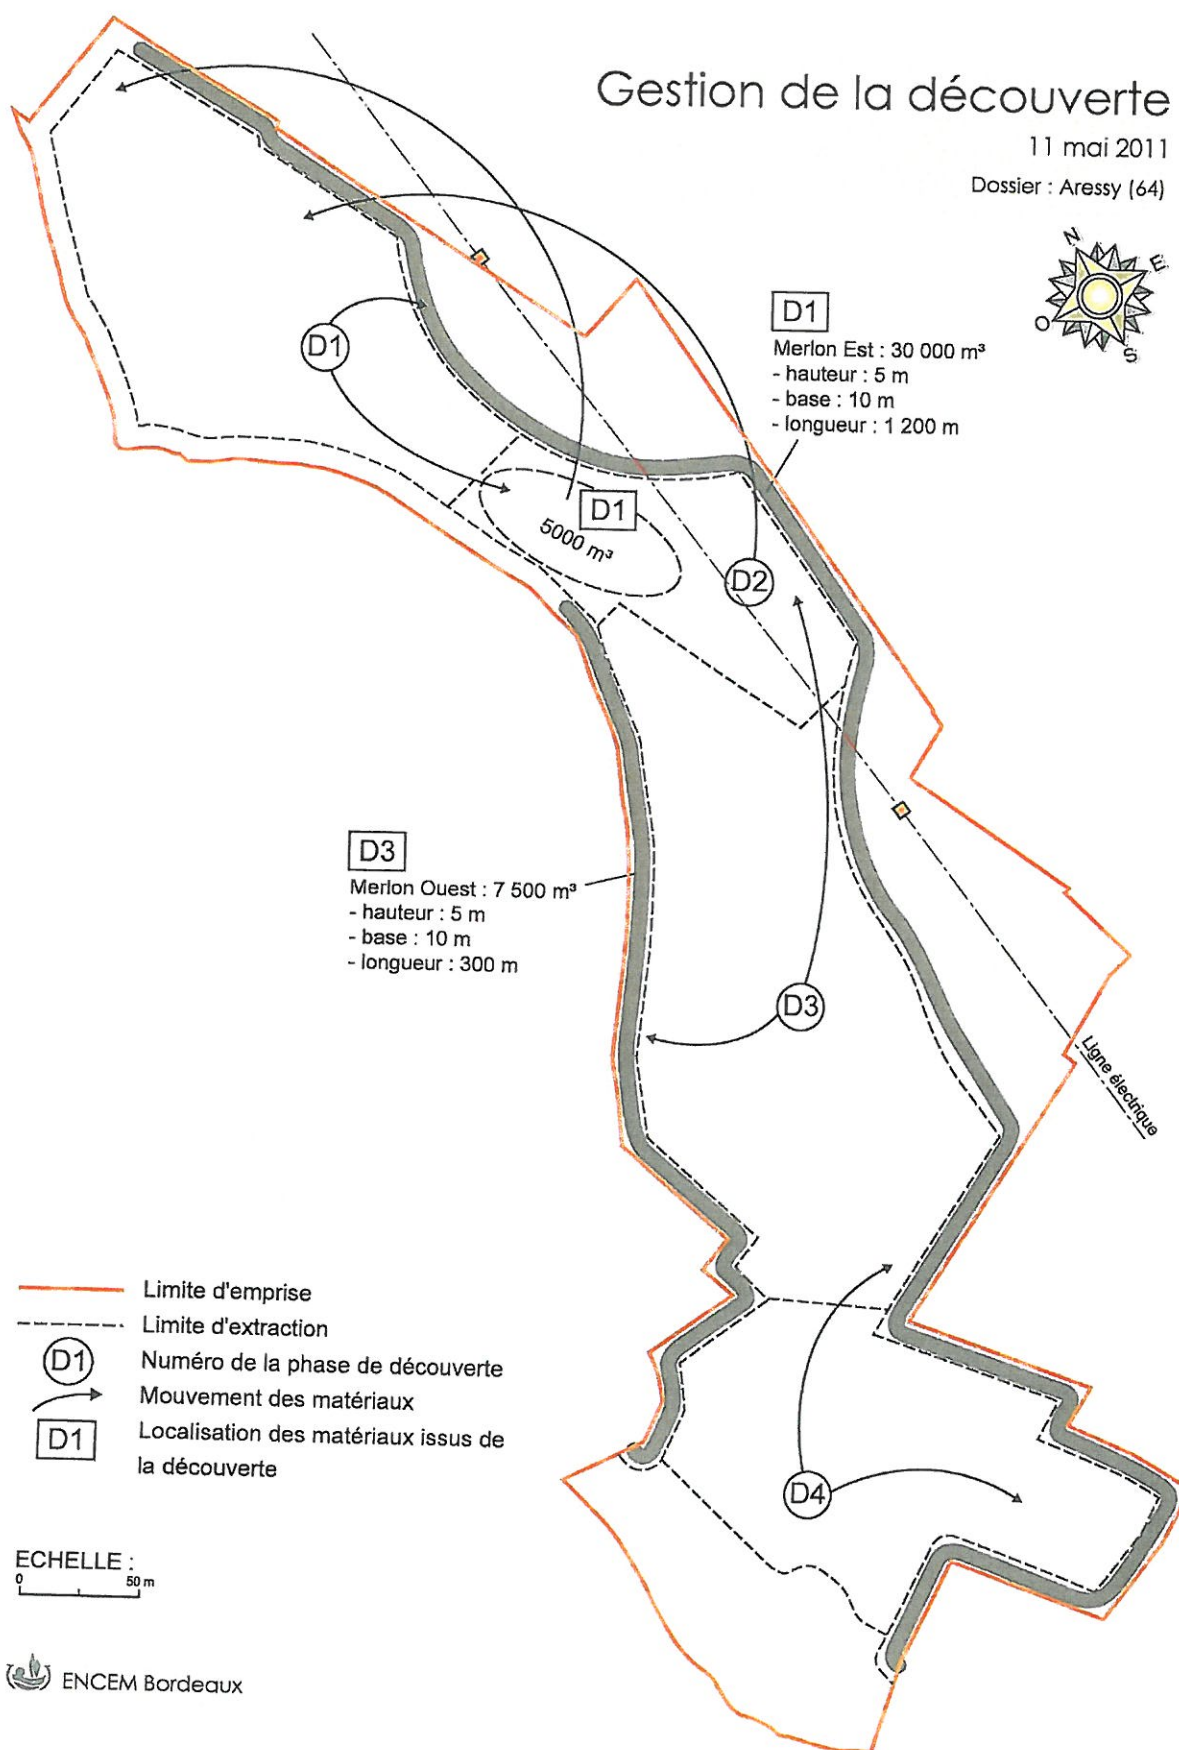 Gestion de la découverte
11 mai 2011
Dossier : Aressy (64)
N
E
O
S
D1
Merlon Est : 30 000 m³
- hauteur : 5 m
- base : 10 m
- longueur : 1 200 m
D1
D1
5000 m³
D2
D3
Merlon Ouest : 7 500 m³
- hauteur : 5 m
- base : 10 m
- longueur : 300 m
D3
Ligne électrique
D4
Limite d'emprise
Limite d'extraction
D1
Numéro de la phase de découverte
Mouvement des matériaux
D1
Localisation des matériaux issus de
la découverte
ECHELLE :
0 50 m
ENCEM Bordeaux